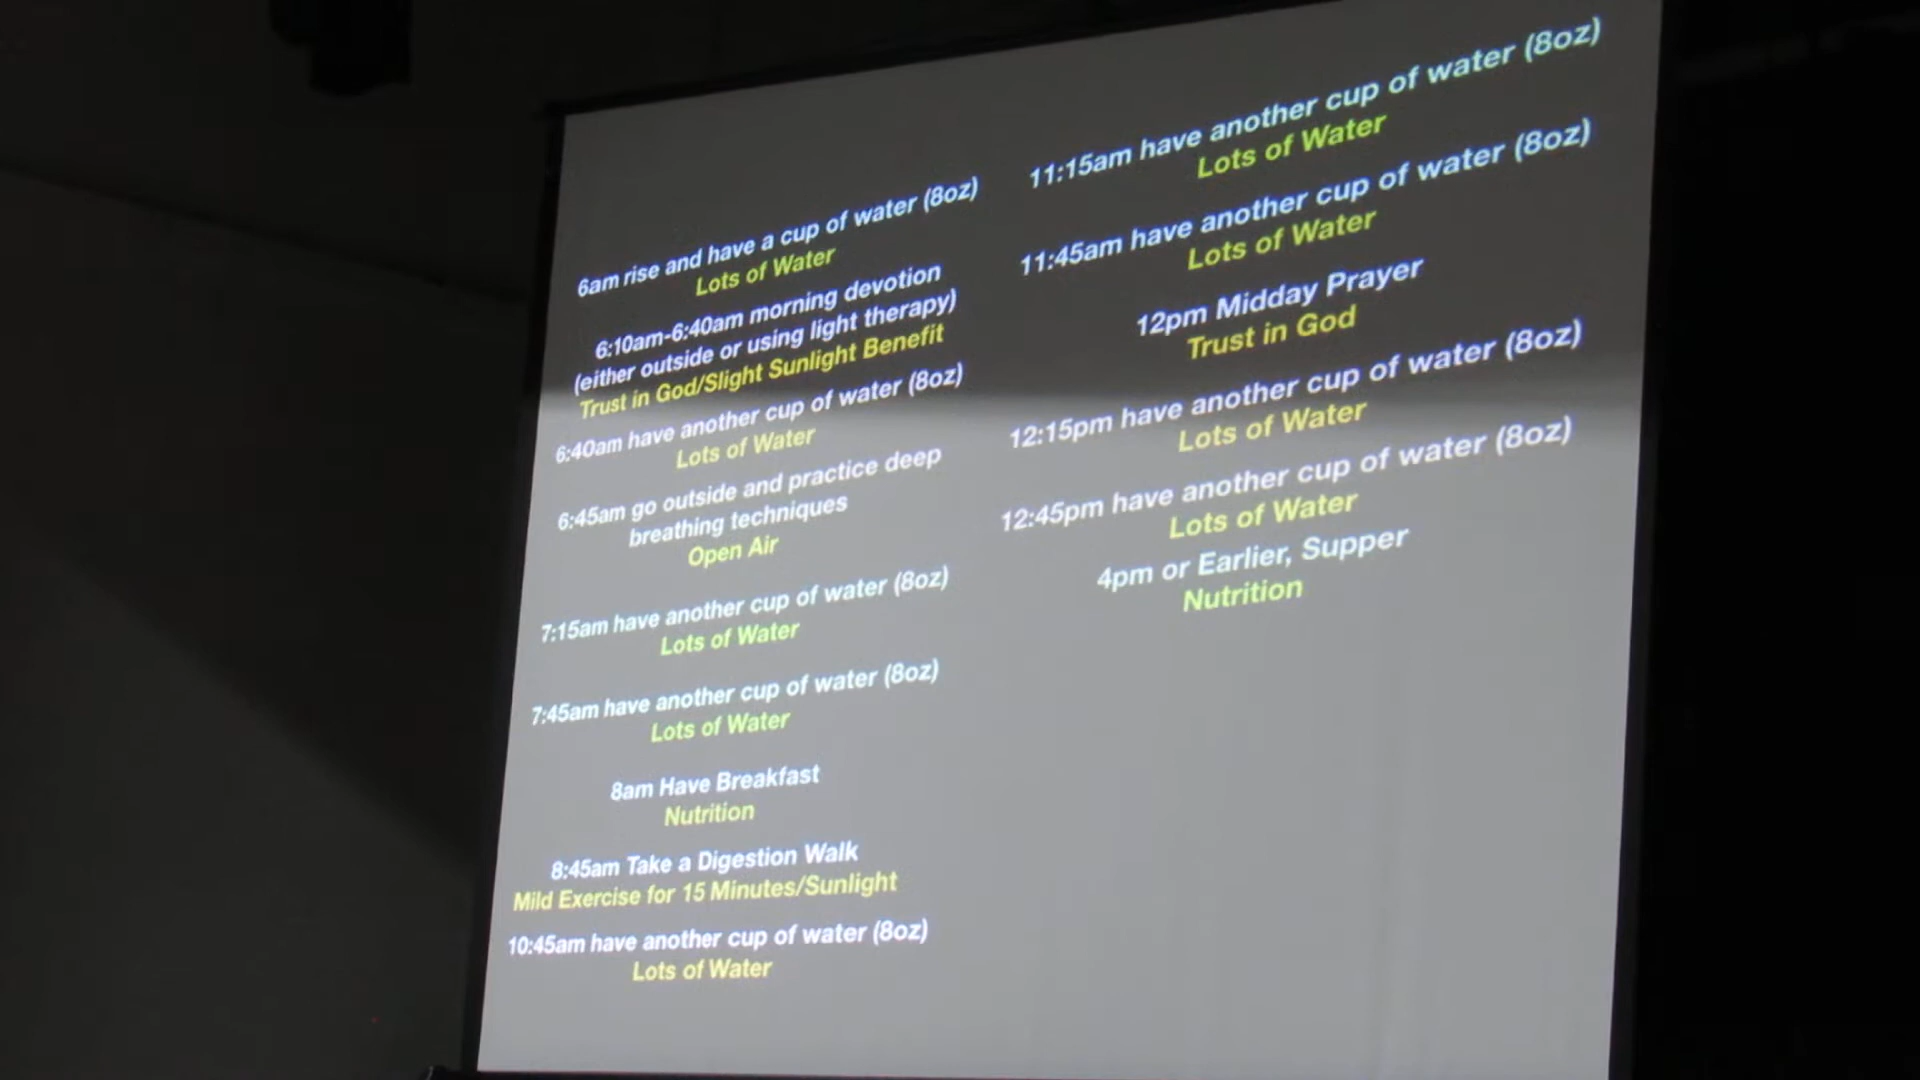 6am rise and have a cup of water (8oz)
Lots of Water
6:10am-6:40am morning devotion
(either outside or using light therapy)
Trust in God/Slight Sunlight Benefit
6:40am have another cup of water (8oz)
Lots of Water
6:45am go outside and practice deep
breathing techniques
Open Air
7:15am have another cup of water (8oz)
Lots of Water
7:45am have another cup of water (8oz)
Lots of Water
8am Have Breakfast
Nutrition
8:45am Take a Digestion Walk
Mild Exercise for 15 Minutes/Sunlight
10:45am have another cup of water (8oz)
Lots of Water
11:15am have another cup of water (8oz)
Lots of Water
11:45am have another cup of water (8oz)
Lots of Water
12pm Midday Prayer
Trust in God
12:15pm have another cup of water (8oz)
Lots of Water
12:45pm have another cup of water (8oz)
Lots of Water
4pm or Earlier, Supper
Nutrition